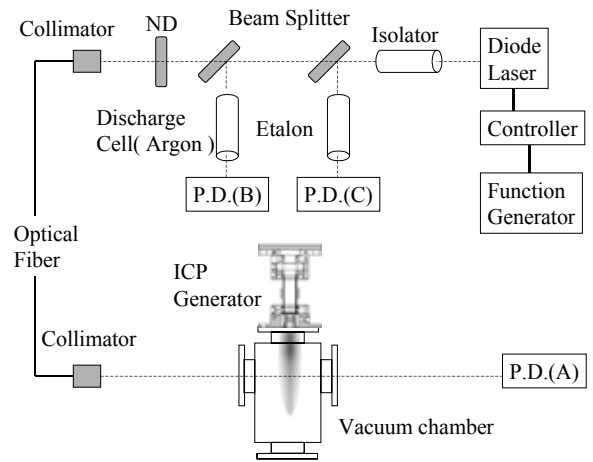 ND
Beam Splitter
Collimator
Isolator
Diode
Laser
Discharge
Cell( Argon )
Etalon
Controller
P.D.(B)
P.D.(C)
Function
Generator
Optical
Fiber
ICP
Generator
Collimator
P.D.(A)
Vacuum chamber